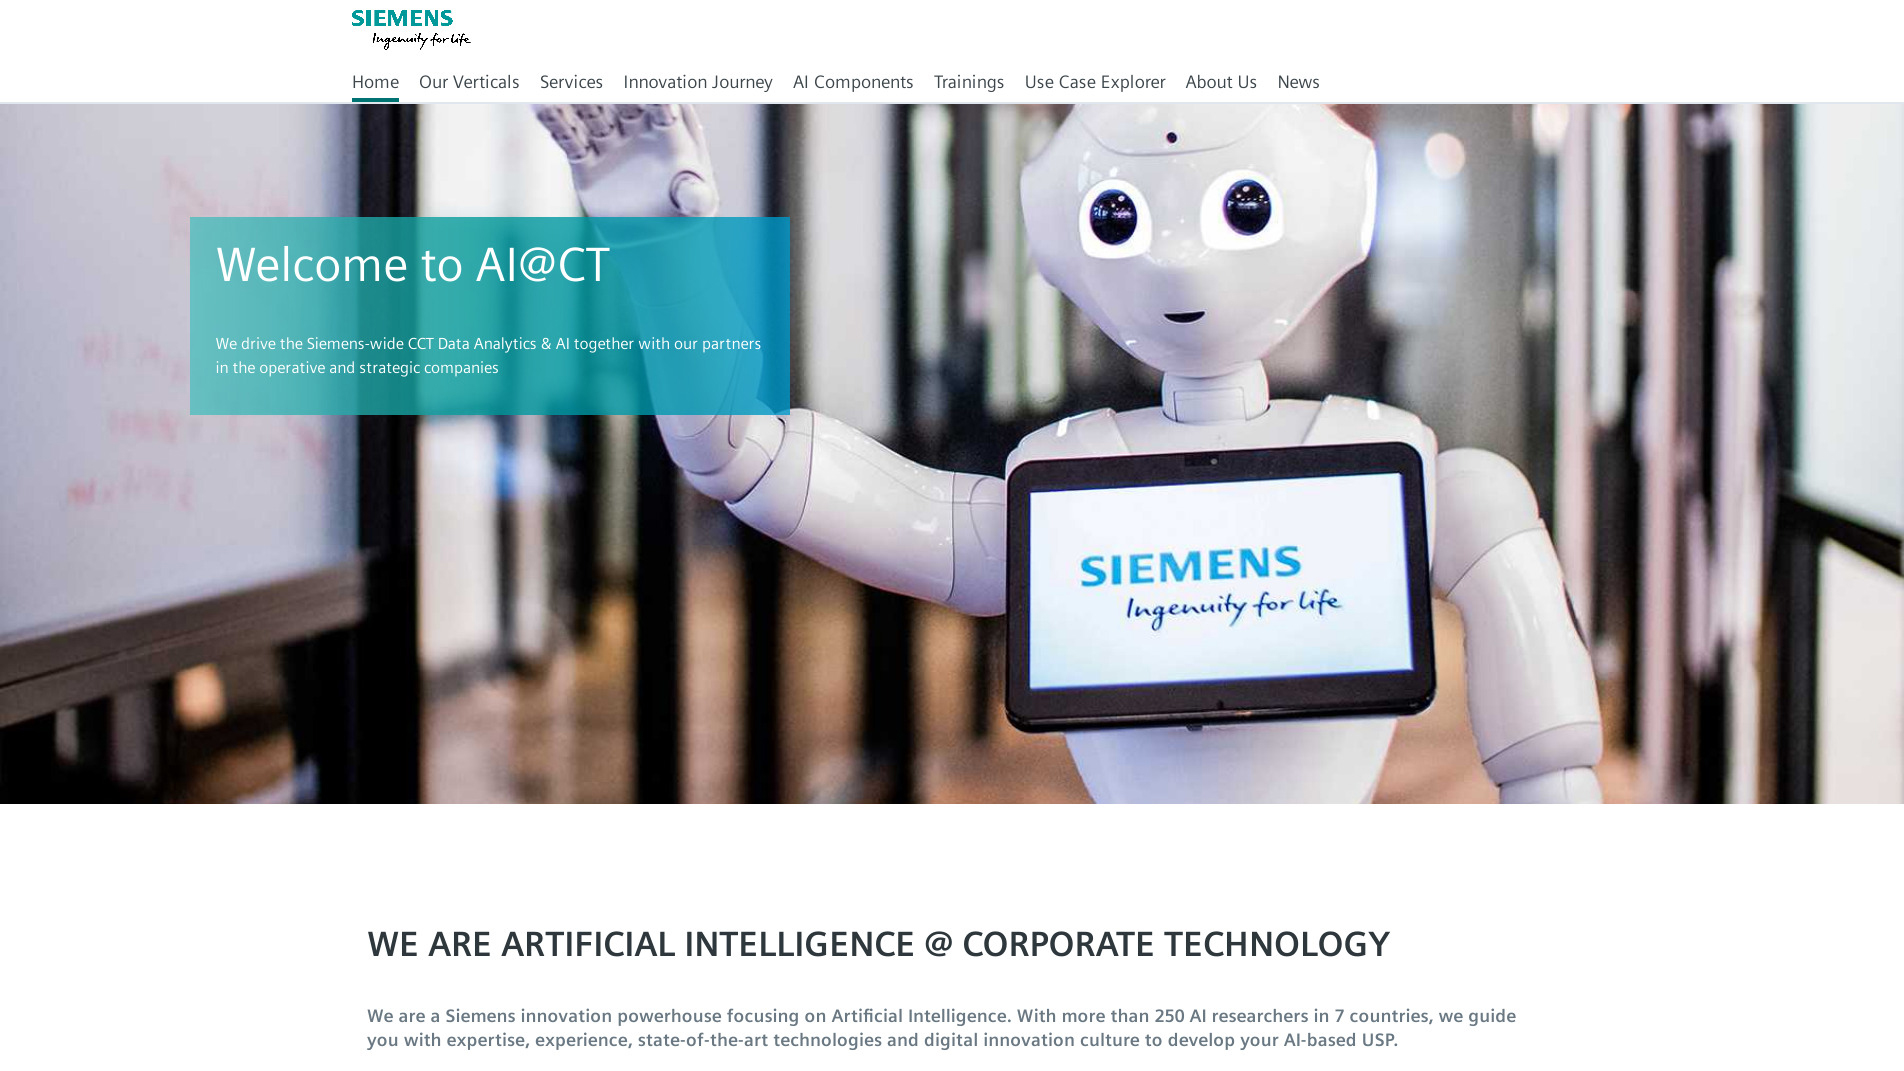 SIEMENS
Ingenuity for life
Home Our Verticals Services Innovation Journey AI Components Trainings Use Case Explorer About Us News
Welcome to AI@CT
We drive the Siemens-wide CCT Data Analytics & AI together with our partners
in the operative and strategic companies
SIEMENS
Ingenuity for life
WE ARE ARTIFICIAL INTELLIGENCE @ CORPORATE TECHNOLOGY
We are a Siemens innovation powerhouse focusing on Artificial Intelligence. With more than 250 AI researchers in 7 countries, we guide
you with expertise, experience, state-of-the-art technologies and digital innovation culture to develop your AI-based USP.